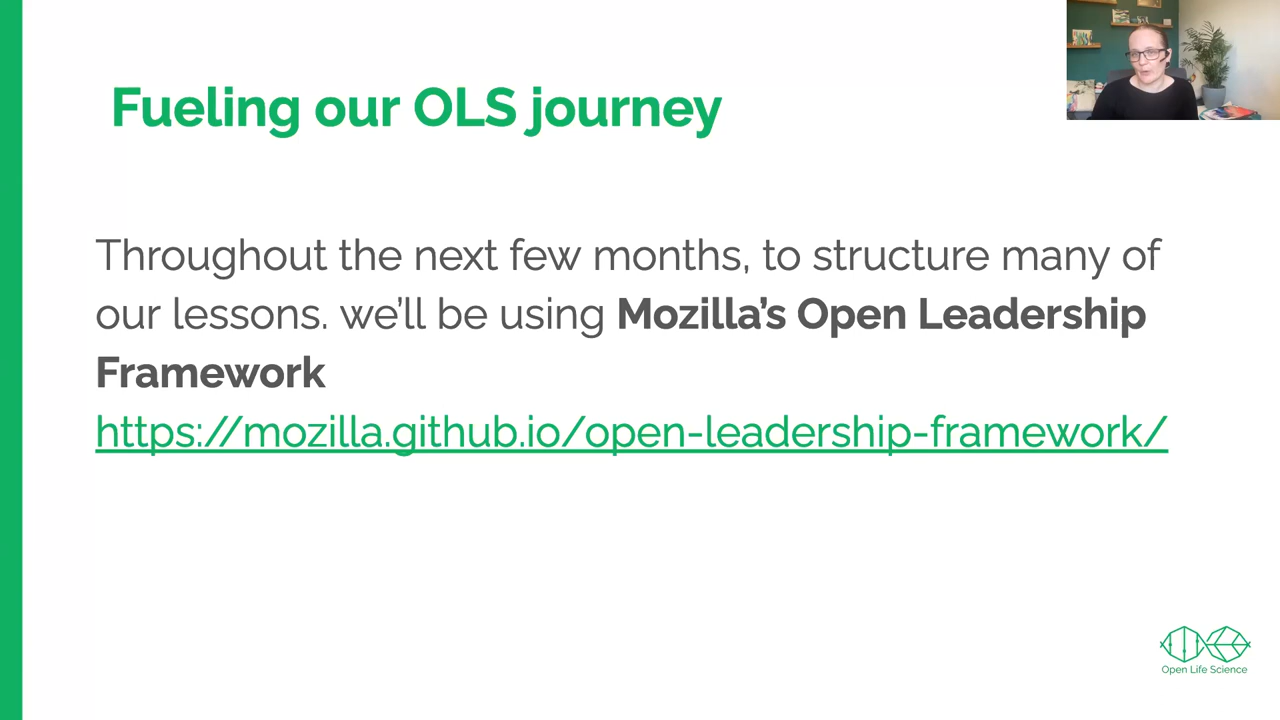 Fueling our OLS journey
Throughout the next few months, to structure many of
our lessons. we’ll be using Mozilla’s Open Leadership
Framework
https://mozilla.github.io/open-leadership-framework/
Open Life Science